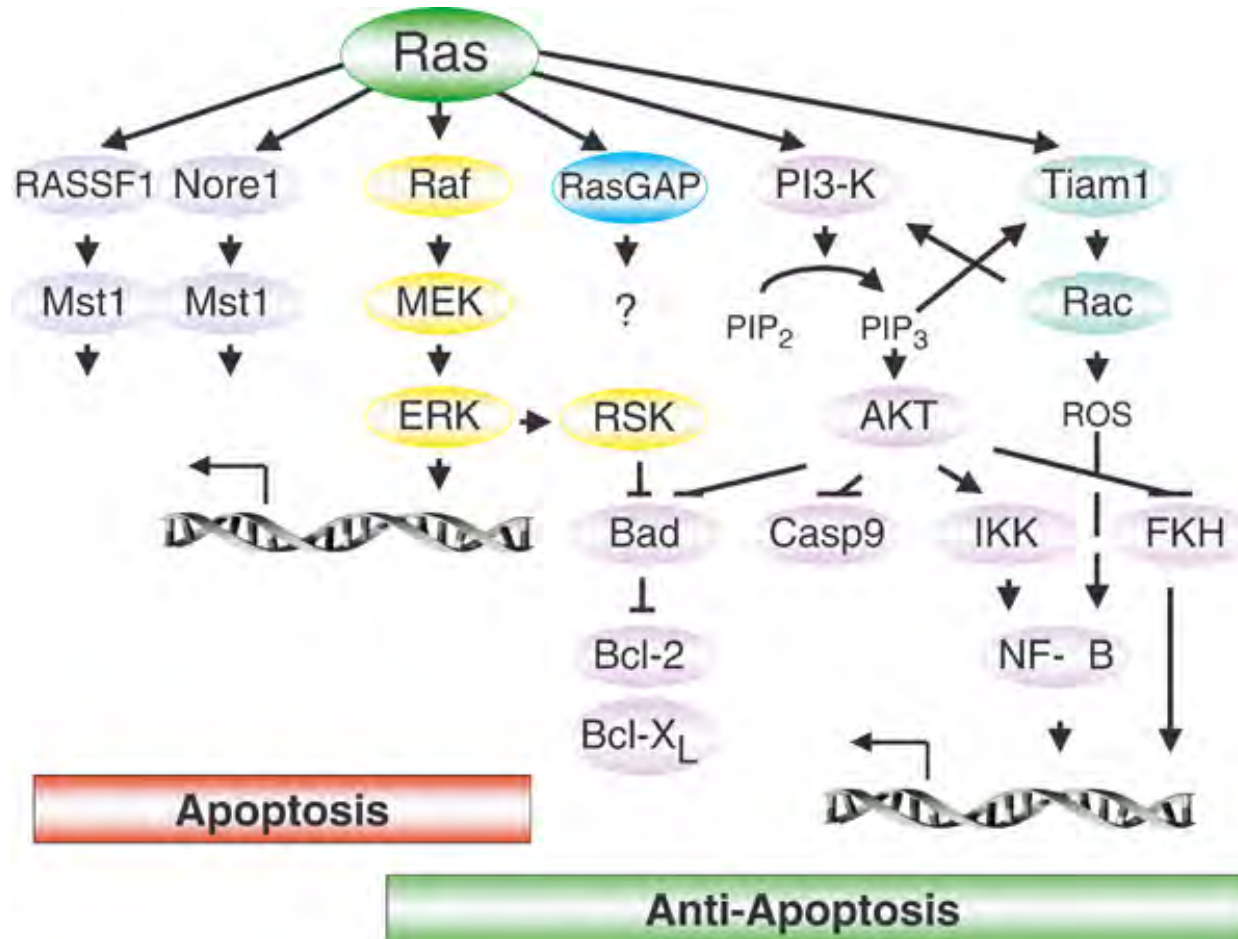 Ras
RASSF1 Nore1 Raf RasGAP PI3-K Tiam1
Mst1 Mst1 MEK ? PIP2 PIP3 Rac
ERK RSK AKT ROS
Bad Casp9 IKK FKH
Bcl-2 NF- B
Bcl-XL
Apoptosis
Anti-Apoptosis